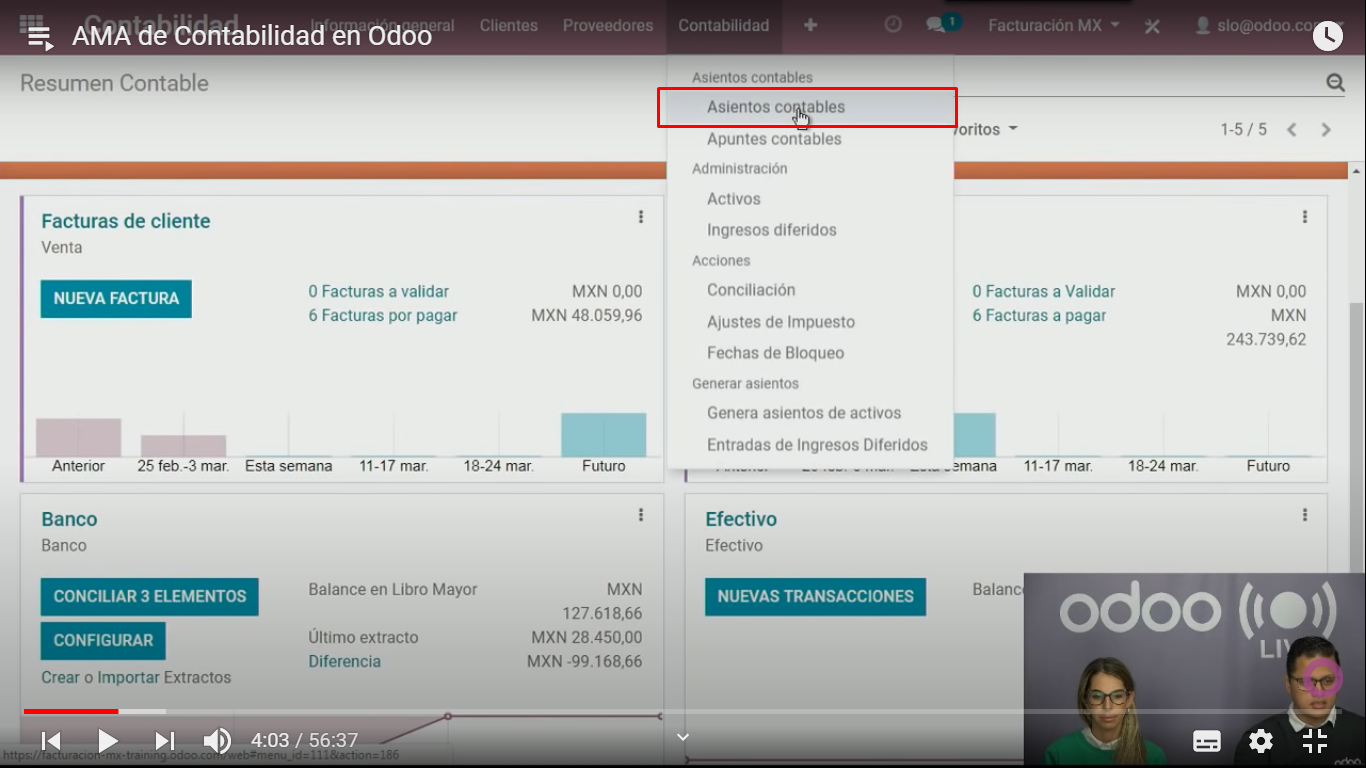 AMA de Contabilidad en Odoo
Contabilidad
Información general
Clientes
Proveedores
Contabilidad
1
Facturación MX
slo@odoo.co
Resumen Contable
Asientos contables
Asientos contables
Apuntes contables
Administración
Activos
Ingresos diferidos
Acciones
Conciliación
Ajustes de Impuesto
Fechas de Bloqueo
Generar asientos
Genera asientos de activos
Entradas de Ingresos Diferidos
voritos
1-5 / 5
Facturas de cliente
Venta
NUEVA FACTURA
0 Facturas a validar MXN 0,00
6 Facturas por pagar MXN 48.059,96
Anterior 25 feb.-3 mar. Esta semana 11-17 mar. 18-24 mar. Futuro
0 Facturas a Validar MXN 0,00
6 Facturas a pagar MXN
243.739,62
semana 11-17 mar. 18-24 mar. Futuro
Banco
Banco
CONCILIAR 3 ELEMENTOS
CONFIGURAR
Crear o Importar Extractos
Balance en Libro Mayor MXN
127.618,66
Último extracto MXN 28.450,00
Diferencia MXN -99.168,66
Efectivo
Efectivo
NUEVAS TRANSACCIONES
Balanc
odoo
LIV
4:03 / 56:37
https://facturacion-mx-training.odoo.com/web#menu_id=111&action=186
odoo